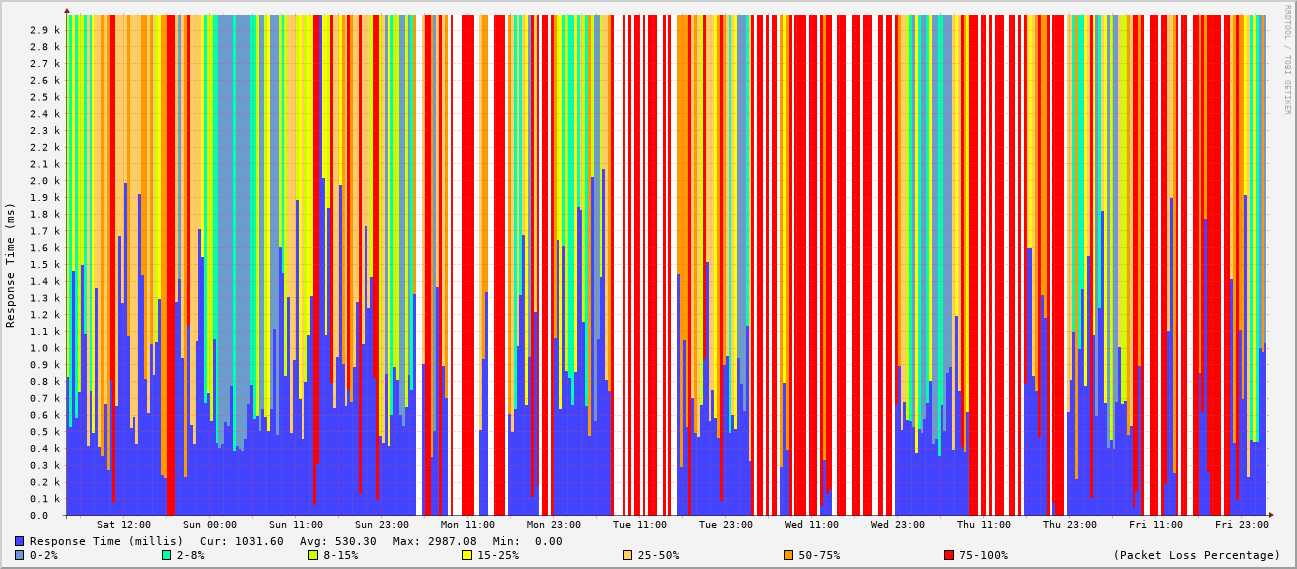 RRDTOOL / TOBI OETIKER
Response Time (ms)
2.9 k
2.8 k
2.7 k
2.6 k
2.5 k
2.4 k
2.3 k
2.2 k
2.1 k
2.0 k
1.9 k
1.8 k
1.7 k
1.6 k
1.5 k
1.4 k
1.3 k
1.2 k
1.1 k
1.0 k
0.9 k
0.8 k
0.7 k
0.6 k
0.5 k
0.4 k
0.3 k
0.2 k
0.1 k
0.0
Sat 12:00 Sun 00:00 Sun 11:00 Sun 23:00 Mon 11:00 Mon 23:00 Tue 11:00 Tue 23:00 Wed 11:00 Wed 23:00 Thu 11:00 Thu 23:00 Fri 11:00 Fri 23:00
Response Time (millis) Cur: 1031.60 Avg: 530.30 Max: 2987.08 Min: 0.00
0-2% 2-8% 8-15% 15-25% 25-50% 50-75% 75-100% (Packet Loss Percentage)